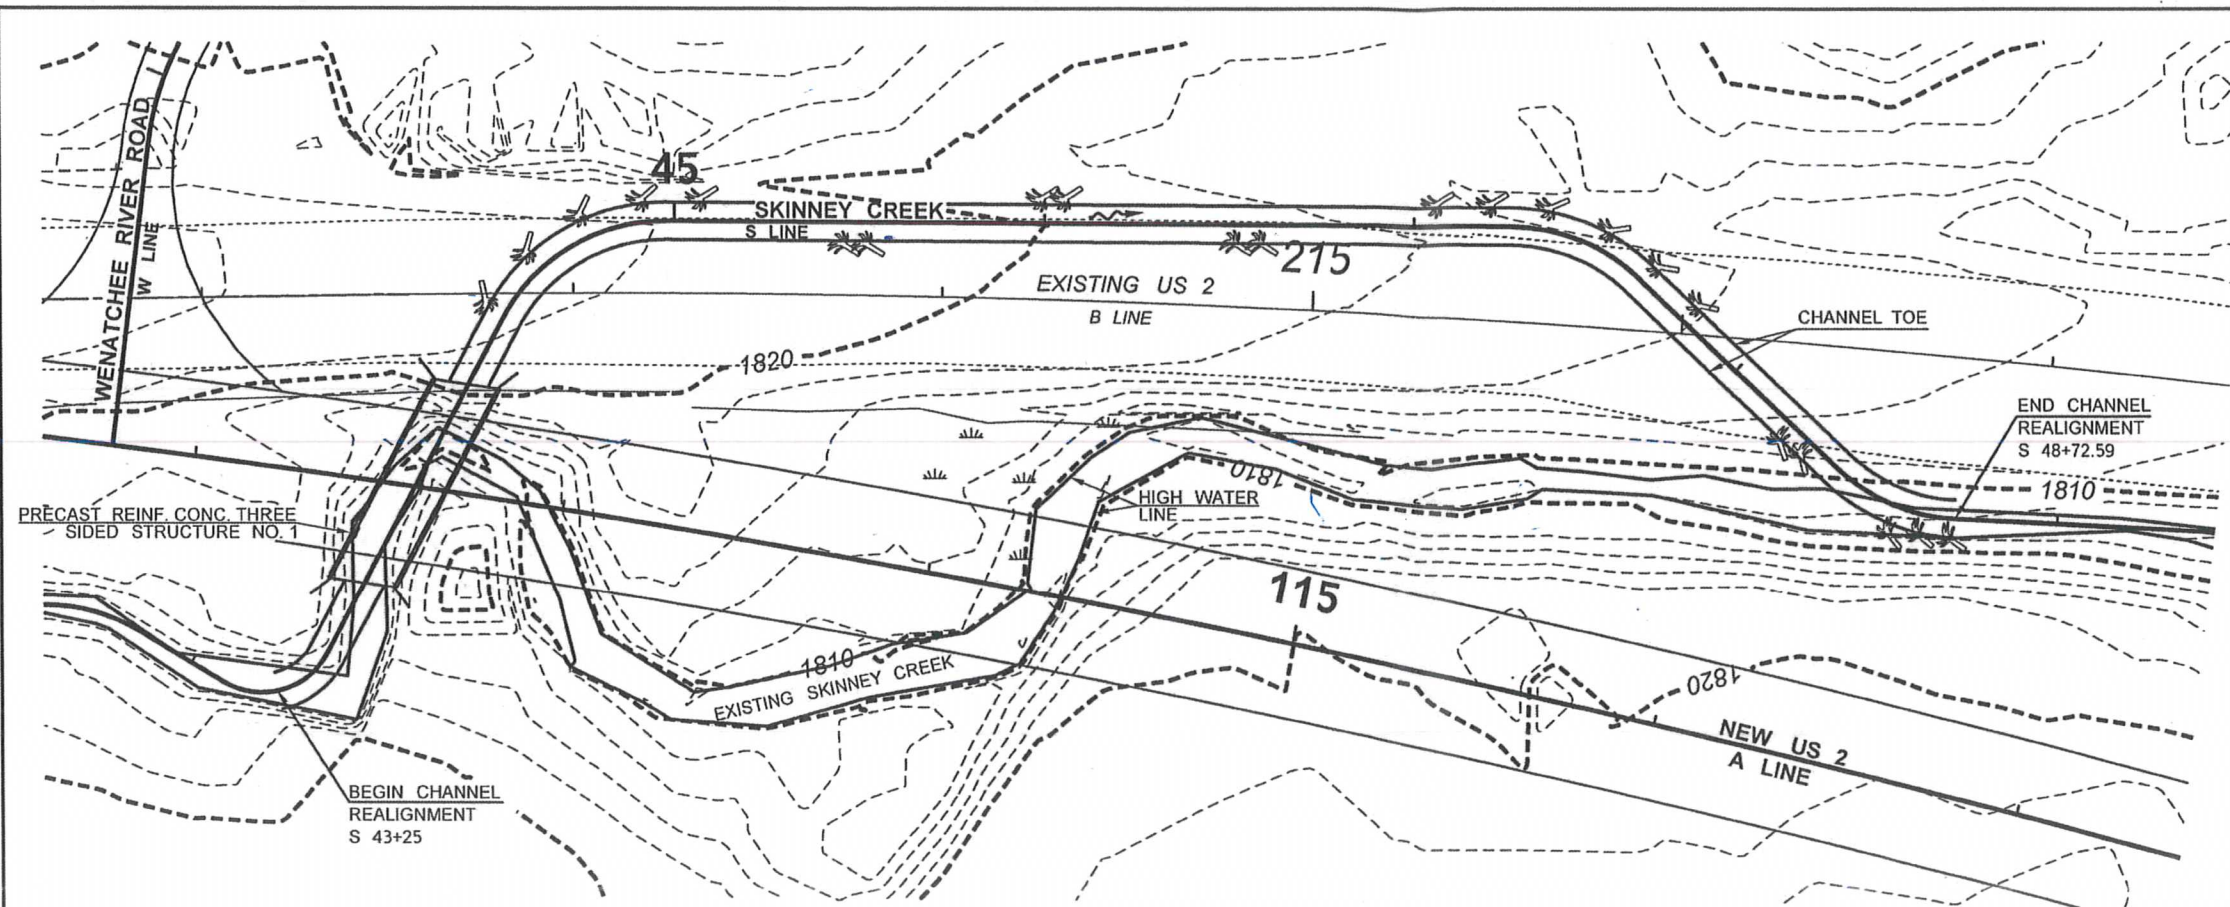 45
WENATCHEE RIVER ROAD
W LINE
SKINNEY CREEK
S LINE
215
EXISTING US 2
B LINE
CHANNEL TOE
1820
END CHANNEL
REALIGNMENT
S 48+72.59
1810
1810
HIGH WATER
LINE
PRECAST REINF. CONC. THREE
SIDED STRUCTURE NO. 1
115
1810
EXISTING SKINNEY CREEK
1820
NEW US 2
A LINE
BEGIN CHANNEL
REALIGNMENT
S 43+25